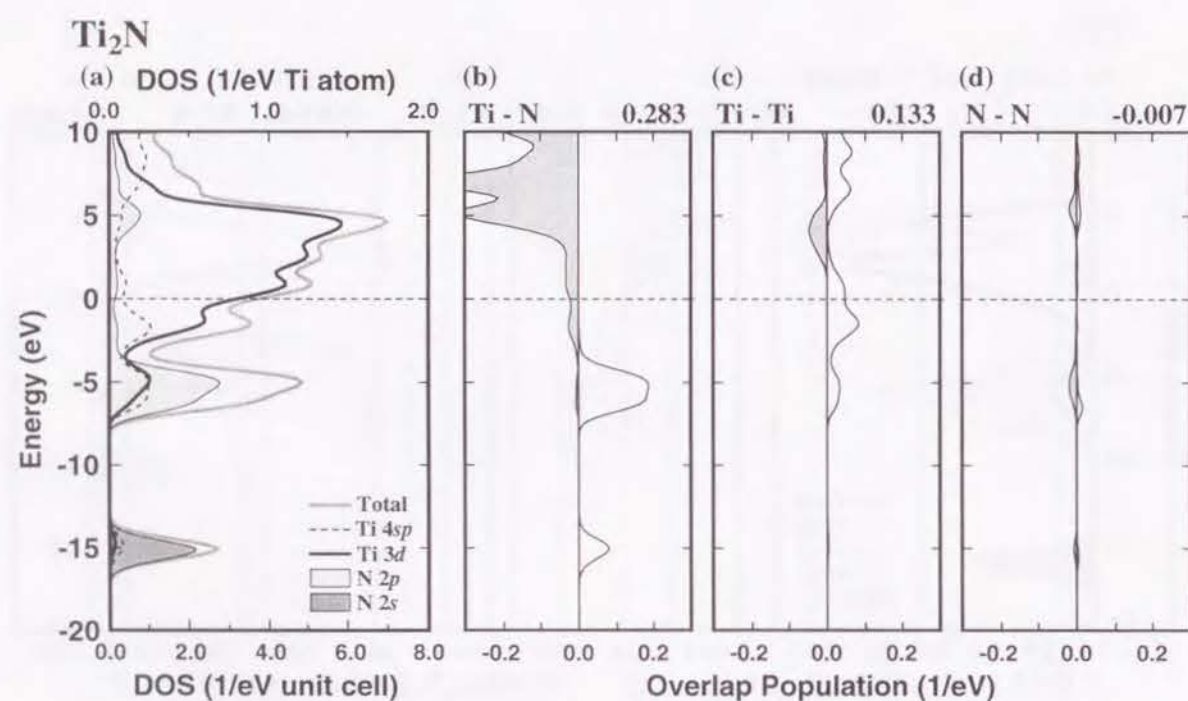 Ti₂N
(a) DOS (1/eV Ti atom)
(b)
(c)
(d)
0.0 1.0 2.0
Ti - N 0.283
Ti - Ti 0.133
N - N -0.007
10
5
0
-5
-10
-15
-20
Energy (eV)
Total
Ti 4sp
Ti 3d
N 2p
N 2s
0.0 2.0 4.0 6.0 8.0
-0.2 0.0 0.2
-0.2 0.0 0.2
-0.2 0.0 0.2
DOS (1/eV unit cell)
Overlap Population (1/eV)